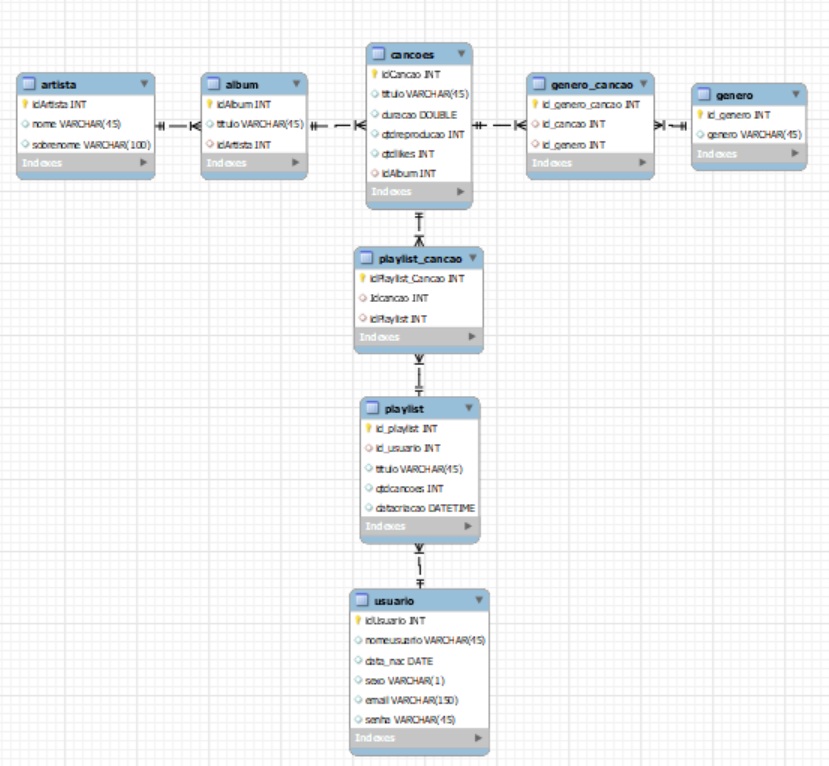 artista
idArtista INT
nome VARCHAR(45)
sobrenome VARCHAR(100)
Indexes
album
idAlbum INT
titulo VARCHAR(45)
idArtista INT
Indexes
cancoes
idCancao INT
titulo VARCHAR(45)
duracao DOUBLE
qtdreproducao INT
qtdlikes INT
idAlbum INT
Indexes
genero_cancao
id_genero_cancao INT
id_cancao INT
id_genero INT
Indexes
genero
id_genero INT
genero VARCHAR(45)
Indexes
playlist_cancao
idPlaylist_Cancao INT
Idcancao INT
idPlaylist INT
Indexes
playlist
id_playlist INT
id_usuario INT
titulo VARCHAR(45)
qtdcancoes INT
datacriacao DATETIME
Indexes
usuario
idUsuario INT
nomeusuario VARCHAR(45)
data_nac DATE
sexo VARCHAR(1)
email VARCHAR(150)
senha VARCHAR(45)
Indexes